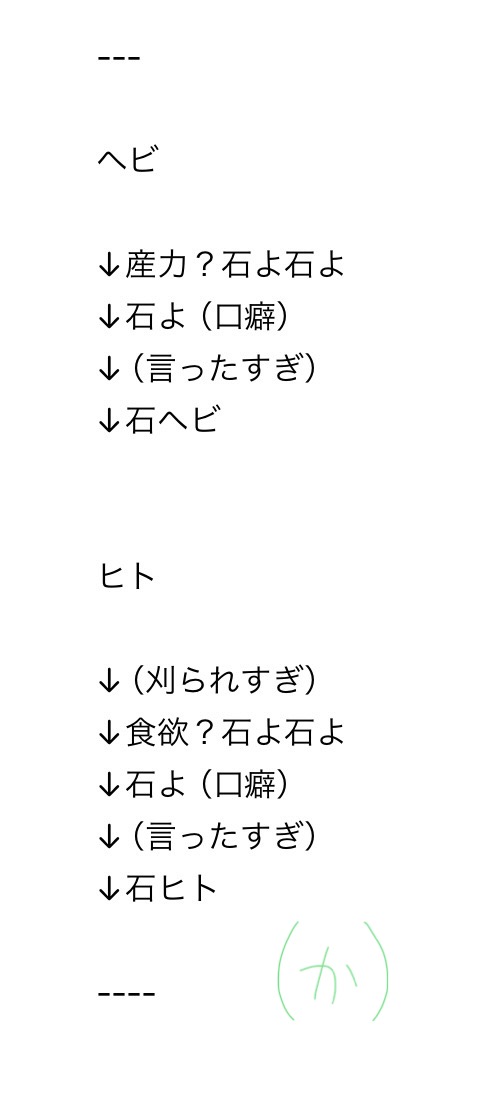 ---
ヘビ
↓産力？石よ石よ
↓石よ（口癖）
↓（言ったすぎ）
↓石ヘビ
ヒト
↓（刈られすぎ）
↓食欲？石よ石よ
↓石よ（口癖）
↓（言ったすぎ）
↓石ヒト
(か)
----